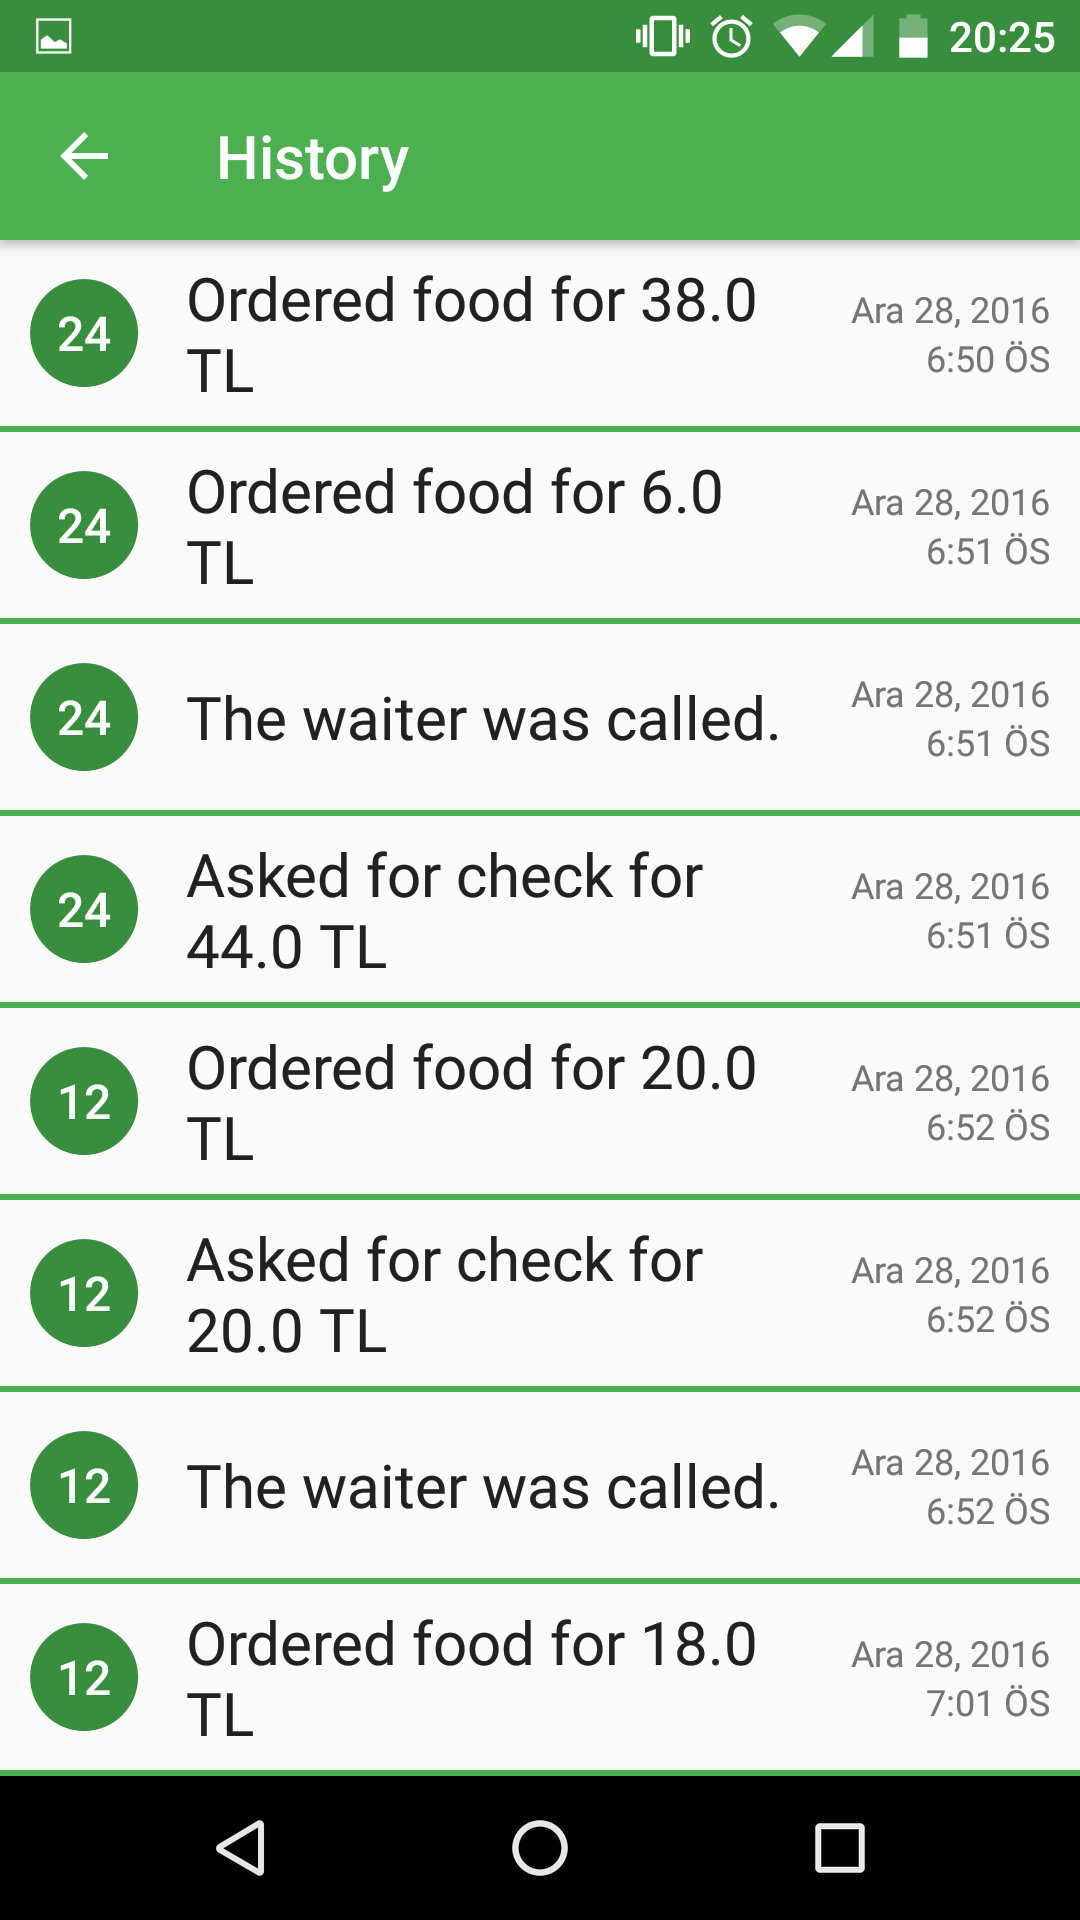 20:25
History
24
Ordered food for 38.0
TL
Ara 28, 2016
6:50 ÖS
24
Ordered food for 6.0
TL
Ara 28, 2016
6:51 ÖS
24
The waiter was called.
Ara 28, 2016
6:51 ÖS
24
Asked for check for
44.0 TL
Ara 28, 2016
6:51 ÖS
12
Ordered food for 20.0
TL
Ara 28, 2016
6:52 ÖS
12
Asked for check for
20.0 TL
Ara 28, 2016
6:52 ÖS
12
The waiter was called.
Ara 28, 2016
6:52 ÖS
12
Ordered food for 18.0
TL
Ara 28, 2016
7:01 ÖS